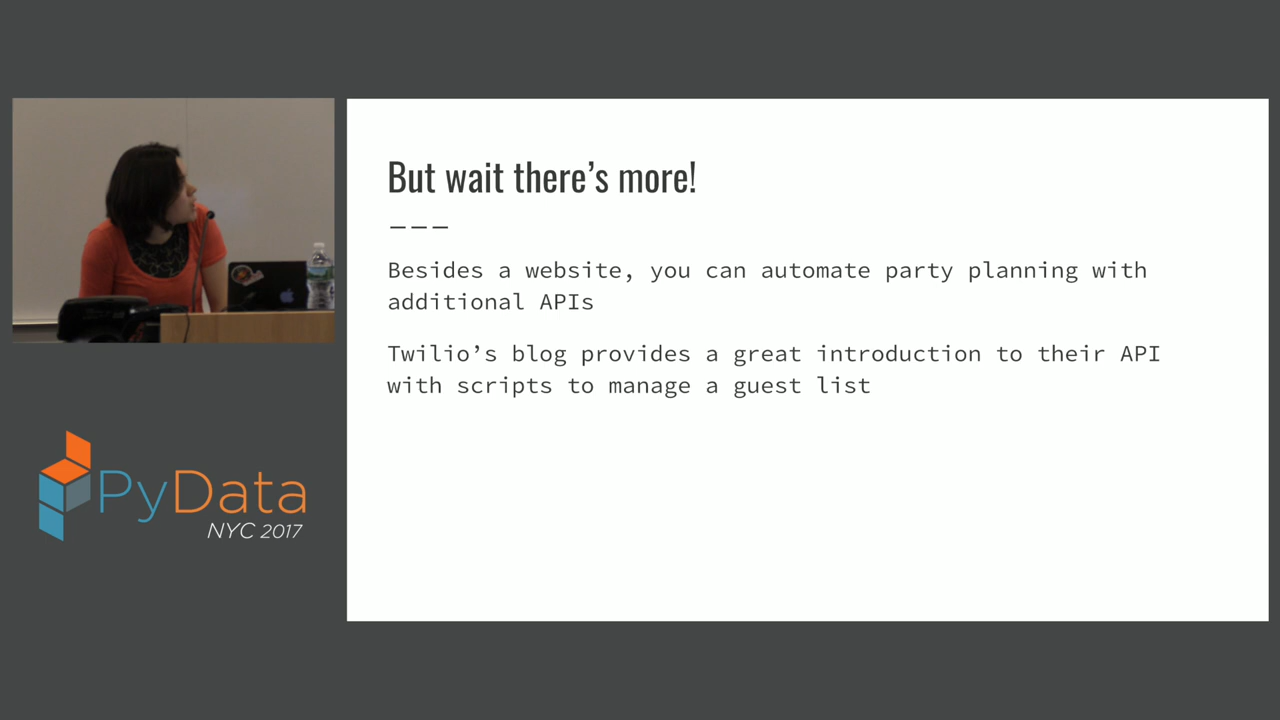 But wait there’s more!
Besides a website, you can automate party planning with
additional APIs
Twilio’s blog provides a great introduction to their API
with scripts to manage a guest list
PyData
NYC 2017